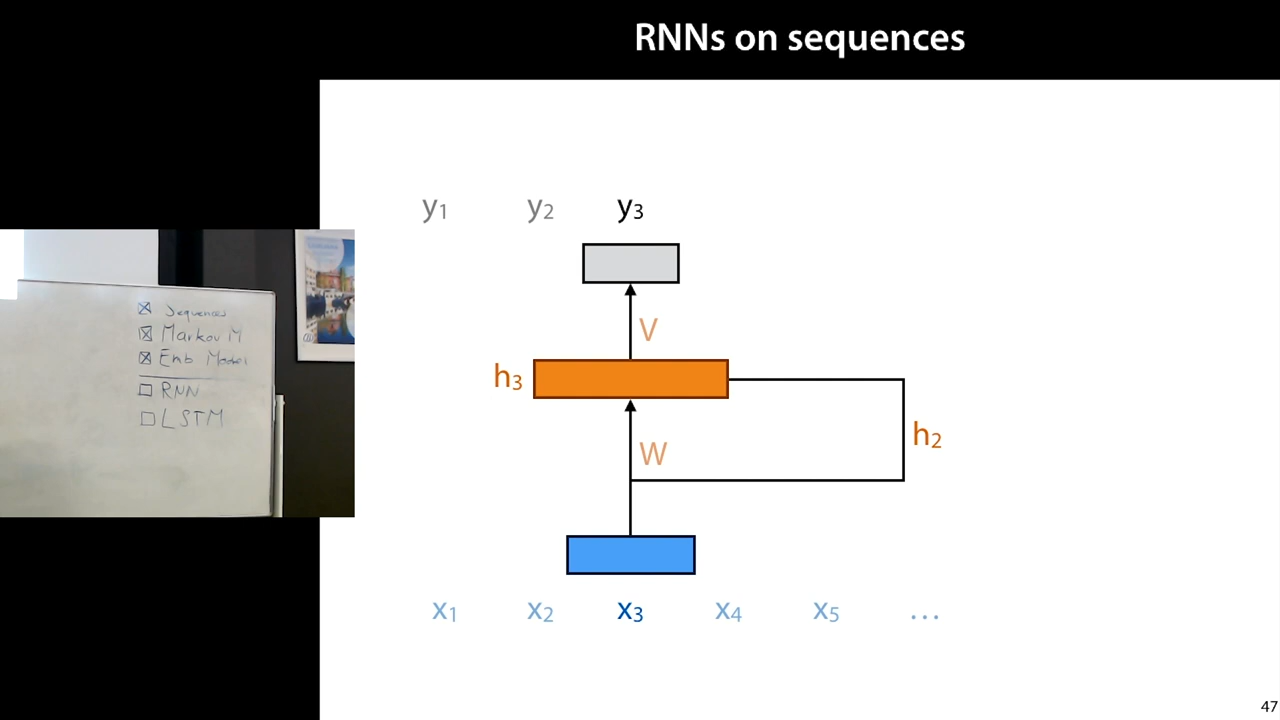 RNNs on sequences
y₁ y₂ y₃
V
h₃
h₂
W
x₁ x₂ x₃ x₄ x₅ ...
47
Sequences
Markov M
Emb Model
RNN
LSTM